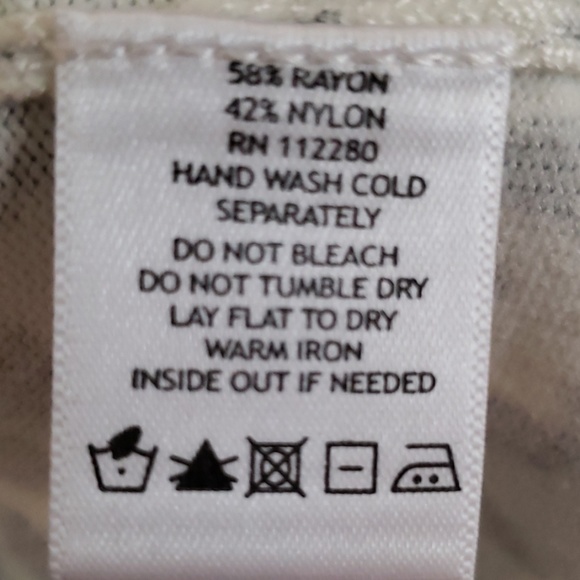 58% RAYON
42% NYLON
RN 112280
HAND WASH COLD
SEPARATELY
DO NOT BLEACH
DO NOT TUMBLE DRY
LAY FLAT TO DRY
WARM IRON
INSIDE OUT IF NEEDED